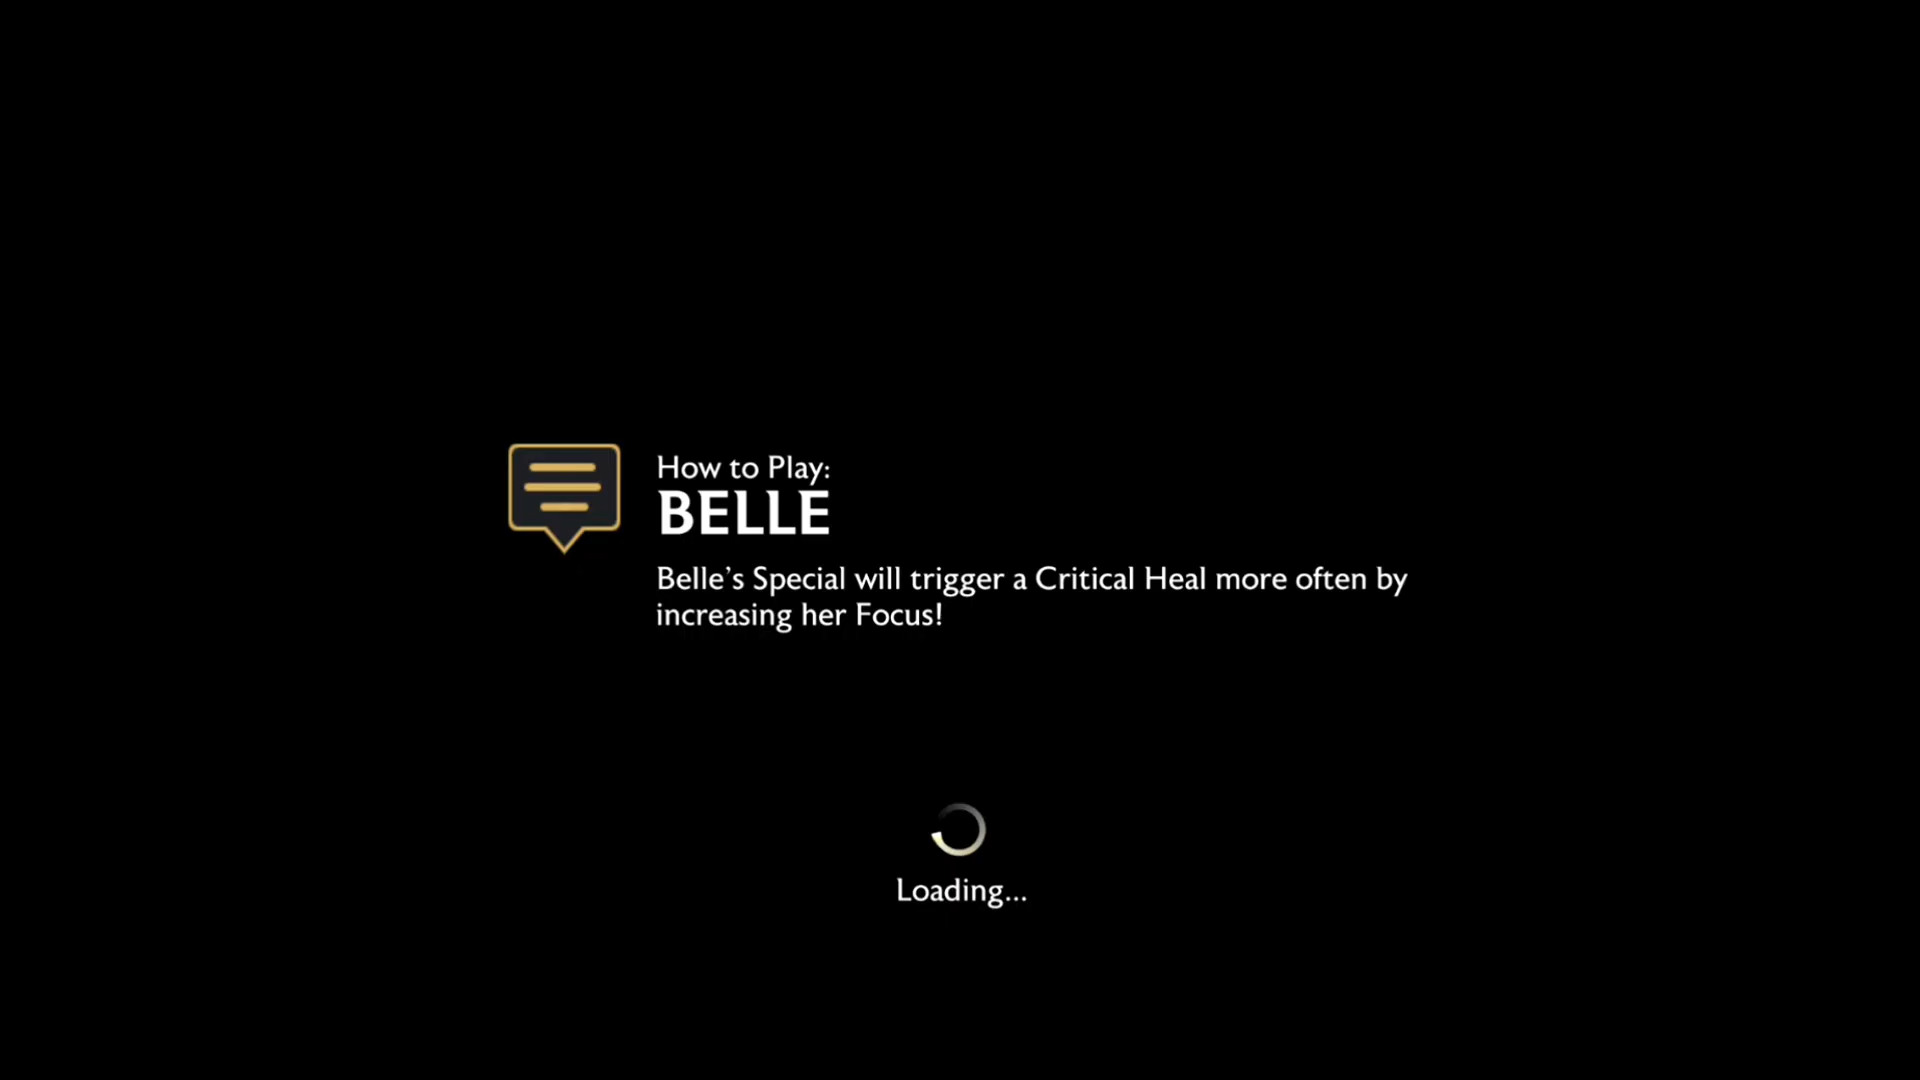 How to Play:
BELLE
Belle’s Special will trigger a Critical Heal more often by
increasing her Focus!
Loading...